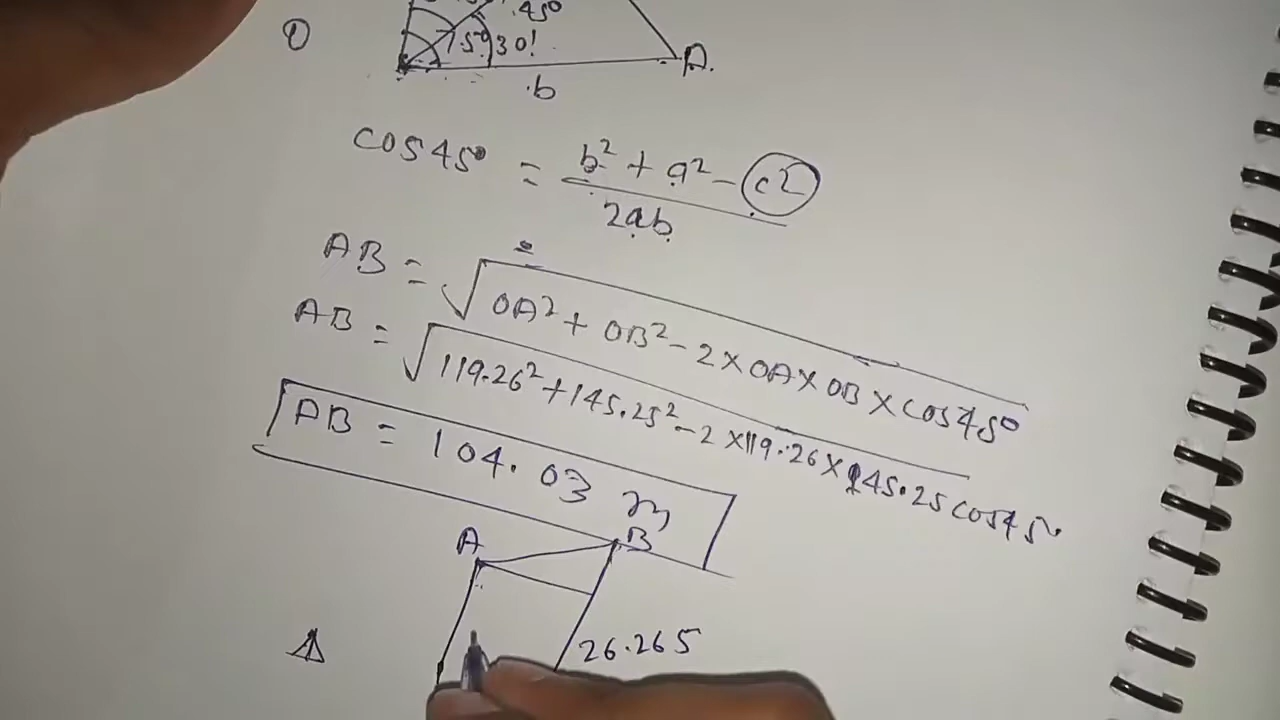 ①
.45°
75° 30'.
A.
b
cos45° = b² + a² - c² / 2ab
AB = √OA² + OB² - 2 × OA × OB × cos45°
AB = √119.26² + 145.25² - 2 × 119.26 × 145.25 cos45°
AB = 104.03 m
A B
26.265